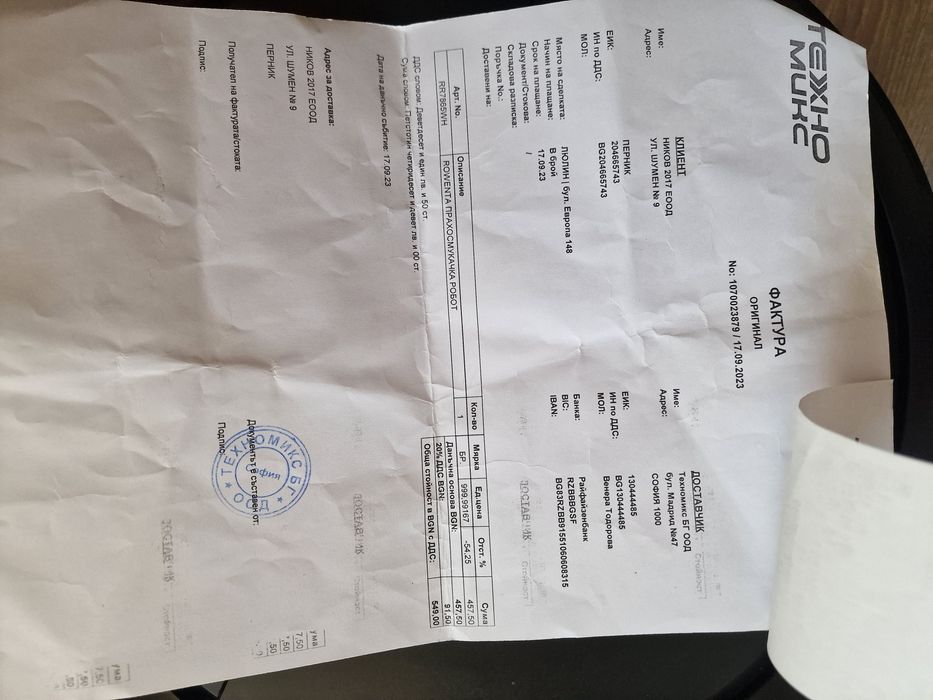 ТЕХНО
МИКС
ФАКТУРА
ОРИГИНАЛ
No: 1070023879 / 17.09.2023
КЛИЕНТ
Име: НИКОВ 2017 ЕООД
Адрес: УЛ. ШУМЕН № 9
ПЕРНИК
ЕИК: 204665743
ИН по ДДС: BG204665743
МОЛ:
ДОСТАВЧИК
Име: Техномикс БГ ООД
Адрес: бул. Мадрид №47
СОФИЯ 1000
ЕИК: 130444485
ИН по ДДС: BG130444485
МОЛ: Венера Тодорова
Място на сделката: ЛЮЛИН | бул. Европа 148
Начин на плащане: В брой
Срок на плащане: 17.09.23
Документ/Стокова: /
Складова разписка:
Поръчка No.:
Доставени на:
Банка: Райфайзенбанк
BIC: RZBBBGSF
IBAN: BG83RZBB91551060608315
Арт. No. Описание Кол-во Мярка Ед.цена Отст. % Сума
RR7865WH ROWENTA ПРАХОСМУКАЧКА РОБОТ 1 БР. 999.99167 -54.25 457,50
Данъчна основа BGN: 457,50
20% ДДС BGN: 91,50
Обща стойност в BGN с ДДС: 549,00
ДДС словом: Деветдесет и един лв. и 50 ст.
Сума словом: Петстотин четиридесет и девет лв. и 00 ст.
Дата на данъчно събитие: 17.09.23
Адрес за доставка:
НИКОВ 2017 ЕООД
УЛ. ШУМЕН № 9
ПЕРНИК
Получател на фактурата/стоката:
Подпис:
Документът е съставен от:
Подпис:
ТЕХНОМИКС БГ
ООД
София